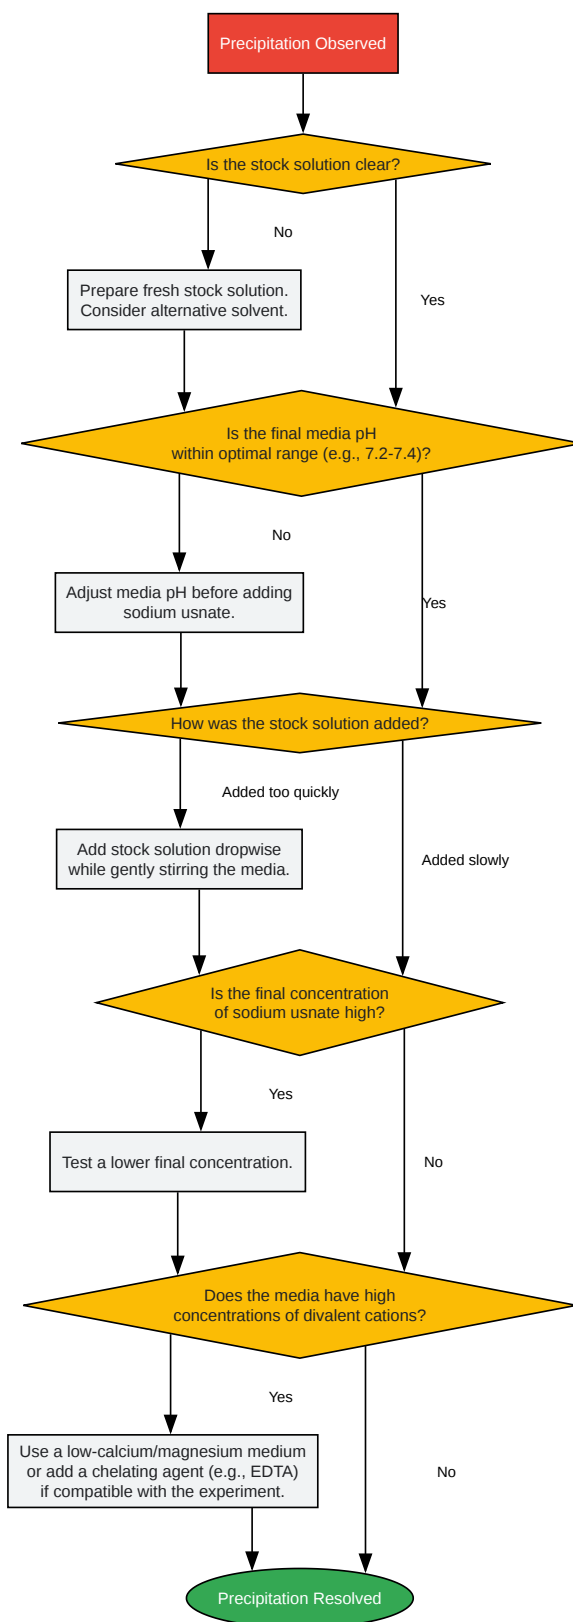 Precipitation Observed
Is the stock solution clear?
No
Prepare fresh stock solution.
Consider alternative solvent.
Yes
Is the final media pH
within optimal range (e.g., 7.2-7.4)?
No
Adjust media pH before adding
sodium usnate.
Yes
How was the stock solution added?
Added too quickly
Add stock solution dropwise
while gently stirring the media.
Added slowly
Is the final concentration
of sodium usnate high?
Yes
Test a lower final concentration.
No
Does the media have high
concentrations of divalent cations?
Yes
Use a low-calcium/magnesium medium
or add a chelating agent (e.g., EDTA)
if compatible with the experiment.
No
Precipitation Resolved